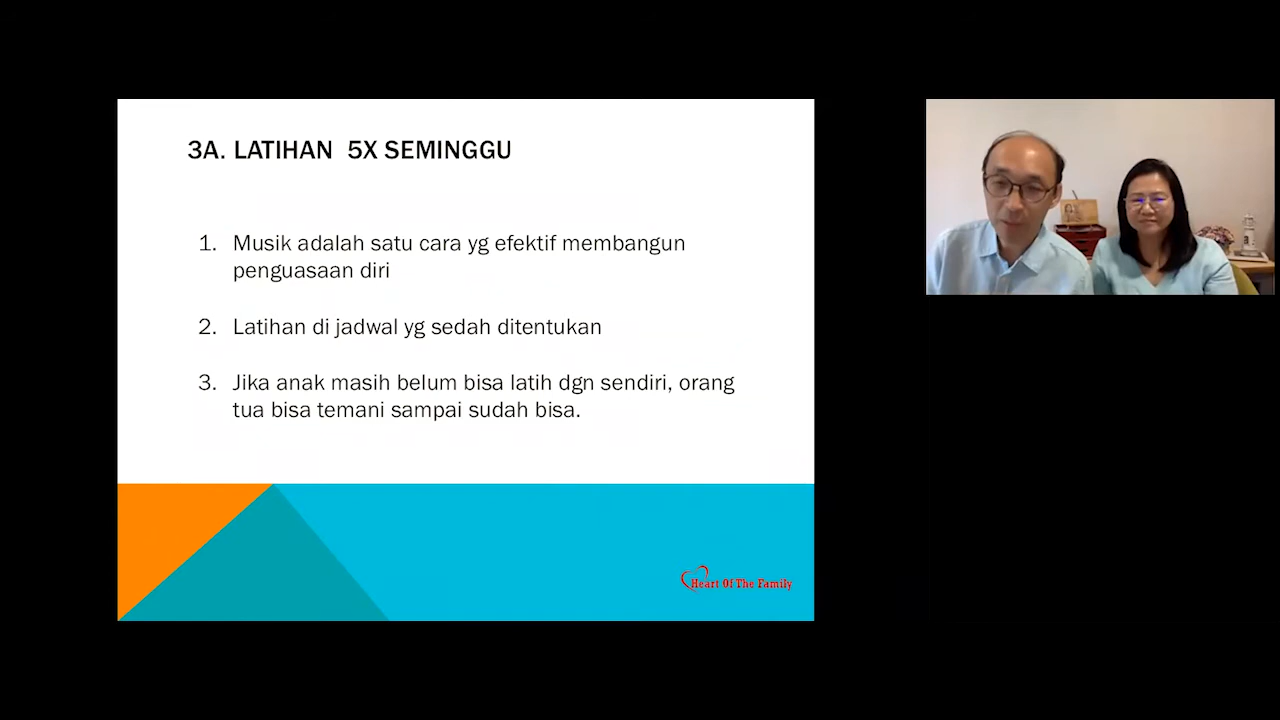 3A. LATIHAN 5X SEMINGGU
1. Musik adalah satu cara yg efektif membangun
penguasaan diri
2. Latihan di jadwal yg sedah ditentukan
3. Jika anak masih belum bisa latih dgn sendiri, orang
tua bisa temani sampai sudah bisa.
Heart Of The Family